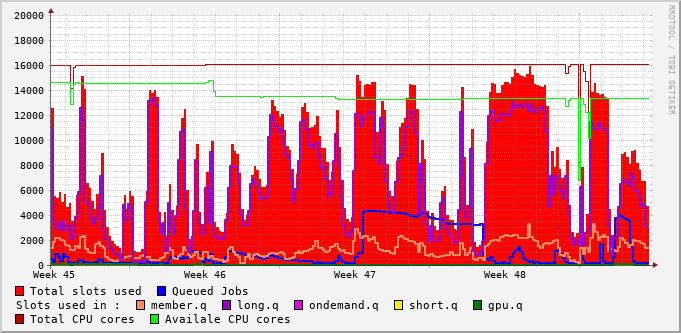 20000
18000
16000
14000
12000
10000
8000
6000
4000
2000
0
Week 45 Week 46 Week 47 Week 48
RRDTOOL / TOBI OETIKER
Total slots used Queued Jobs
Slots used in : member.q long.q ondemand.q short.q gpu.q
Total CPU cores Availale CPU cores